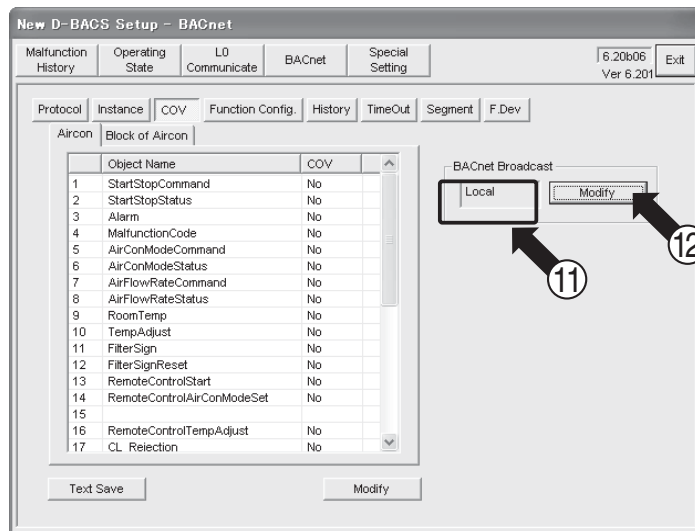 New D-BACS Setup - BACnet
Malfunction History
Operating State
L0 Communicate
BACnet
Special Setting
6.20b06
Ver 6.201
Exit
Protocol Instance COV Function Config. History TimeOut Segment F.Dev
Aircon Block of Aircon
Object Name COV
1 StartStopCommand No
2 StartStopStatus No
3 Alarm No
4 MalfunctionCode No
5 AirConModeCommand No
6 AirConModeStatus No
7 AirFlowRateCommand No
8 AirFlowRateStatus No
9 RoomTemp No
10 TempAdjust No
11 FilterSign No
12 FilterSignReset No
13 RemoteControlStart No
14 RemoteControlAirConModeSet No
15
16 RemoteControlTempAdjust No
17 CL_Rejection No
BACnet Broadcast
Local Modify
⑪
⑫
Text Save Modify